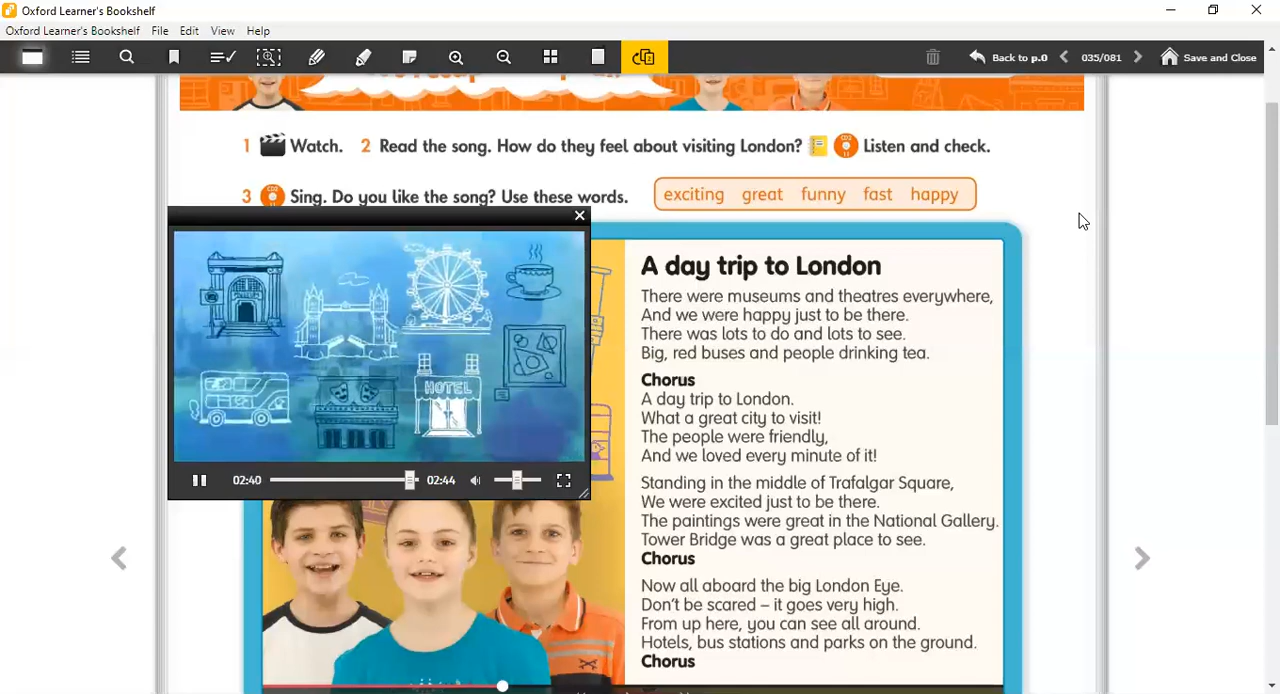 Oxford Learner's Bookshelf
Oxford Learner's Bookshelf File Edit View Help
Back to p.0 035/081 Save and Close
1 Watch. 2 Read the song. How do they feel about visiting London? Listen and check.
3 Sing. Do you like the song? Use these words. exciting great funny fast happy
HOTEL
02:40 02:44
A day trip to London
There were museums and theatres everywhere,
And we were happy just to be there.
There was lots to do and lots to see.
Big, red buses and people drinking tea.
Chorus
A day trip to London.
What a great city to visit!
The people were friendly,
And we loved every minute of it!
Standing in the middle of Trafalgar Square,
We were excited just to be there.
The paintings were great in the National Gallery.
Tower Bridge was a great place to see.
Chorus
Now all aboard the big London Eye.
Don't be scared – it goes very high.
From up here, you can see all around.
Hotels, bus stations and parks on the ground.
Chorus